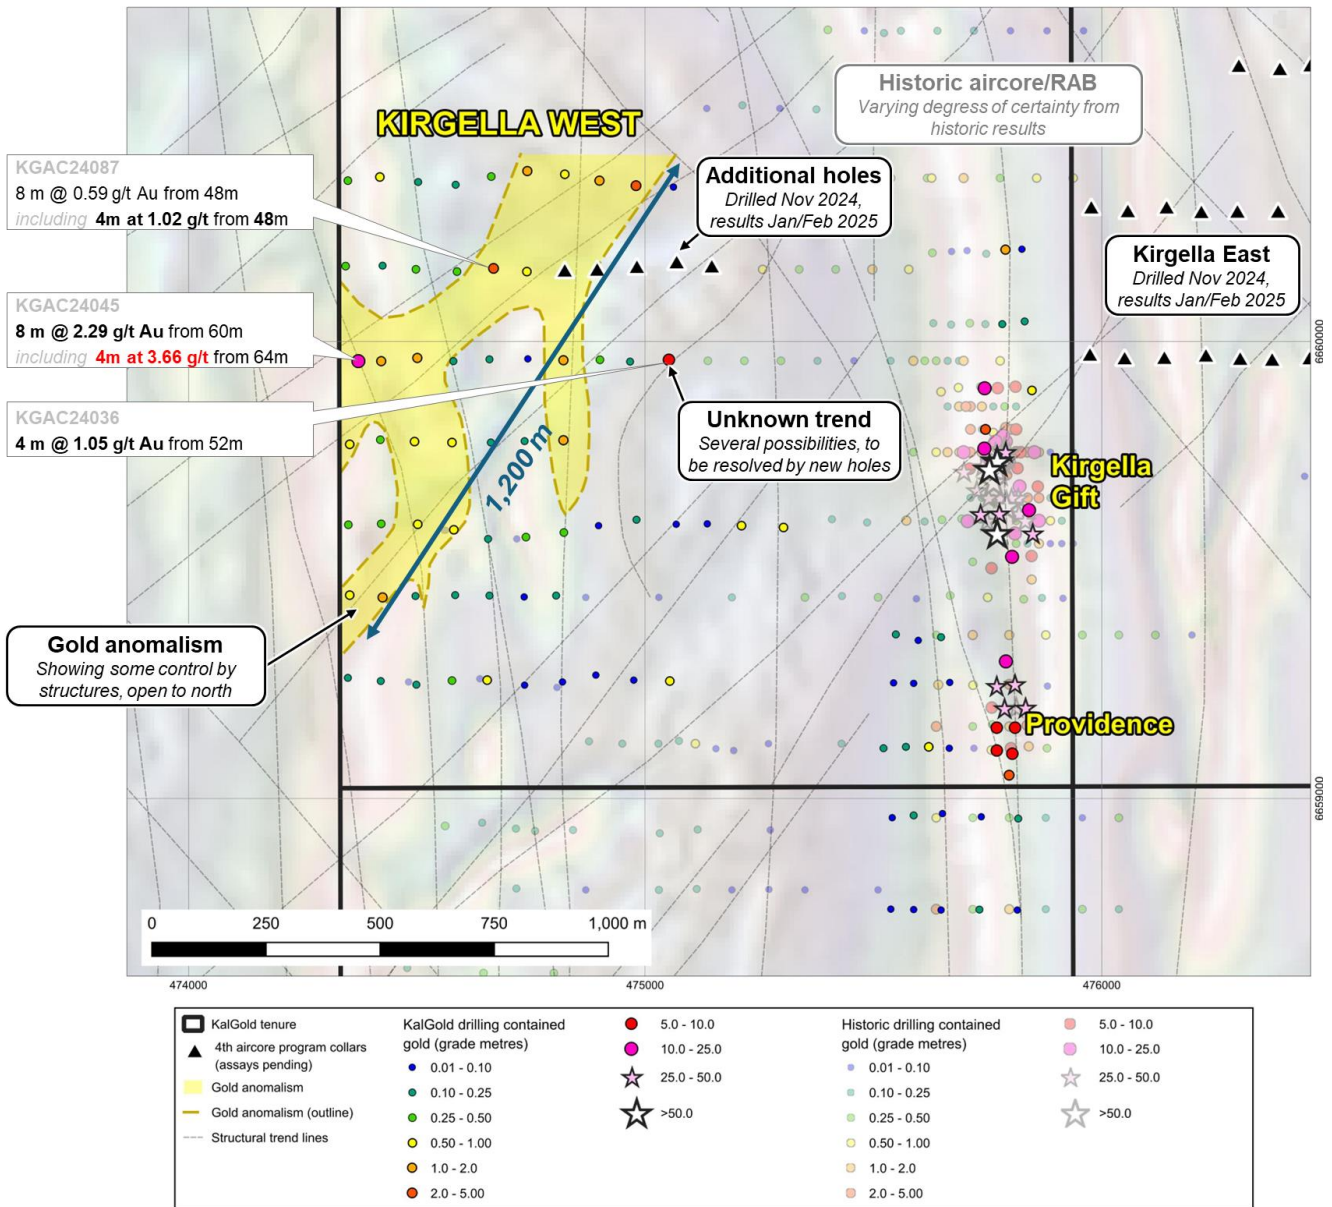 Historic aircore/RAB
Varying degress of certainty from
historic results
KIRGELLA WEST
KGAC24087
8 m @ 0.59 g/t Au from 48m
including 4m at 1.02 g/t from 48m
Additional holes
Drilled Nov 2024,
results Jan/Feb 2025
Kirgella East
Drilled Nov 2024,
results Jan/Feb 2025
KGAC24045
8 m @ 2.29 g/t Au from 60m
including 4m at 3.66 g/t from 64m
6660000
KGAC24036
4 m @ 1.05 g/t Au from 52m
Unknown trend
Several possibilities, to
be resolved by new holes
1,200 m
Kirgella
Gift
Gold anomalism
Showing some control by
structures, open to north
Providence
6659000
0 250 500 750 1,000 m
474000 475000 476000
KalGold tenure
4th aircore program collars
(assays pending)
Gold anomalism
Gold anomalism (outline)
Structural trend lines
KalGold drilling contained
gold (grade metres)
0.01 - 0.10
0.10 - 0.25
0.25 - 0.50
0.50 - 1.00
1.0 - 2.0
2.0 - 5.00
5.0 - 10.0
10.0 - 25.0
25.0 - 50.0
>50.0
Historic drilling contained
gold (grade metres)
0.01 - 0.10
0.10 - 0.25
0.25 - 0.50
0.50 - 1.00
1.0 - 2.0
2.0 - 5.00
5.0 - 10.0
10.0 - 25.0
25.0 - 50.0
>50.0